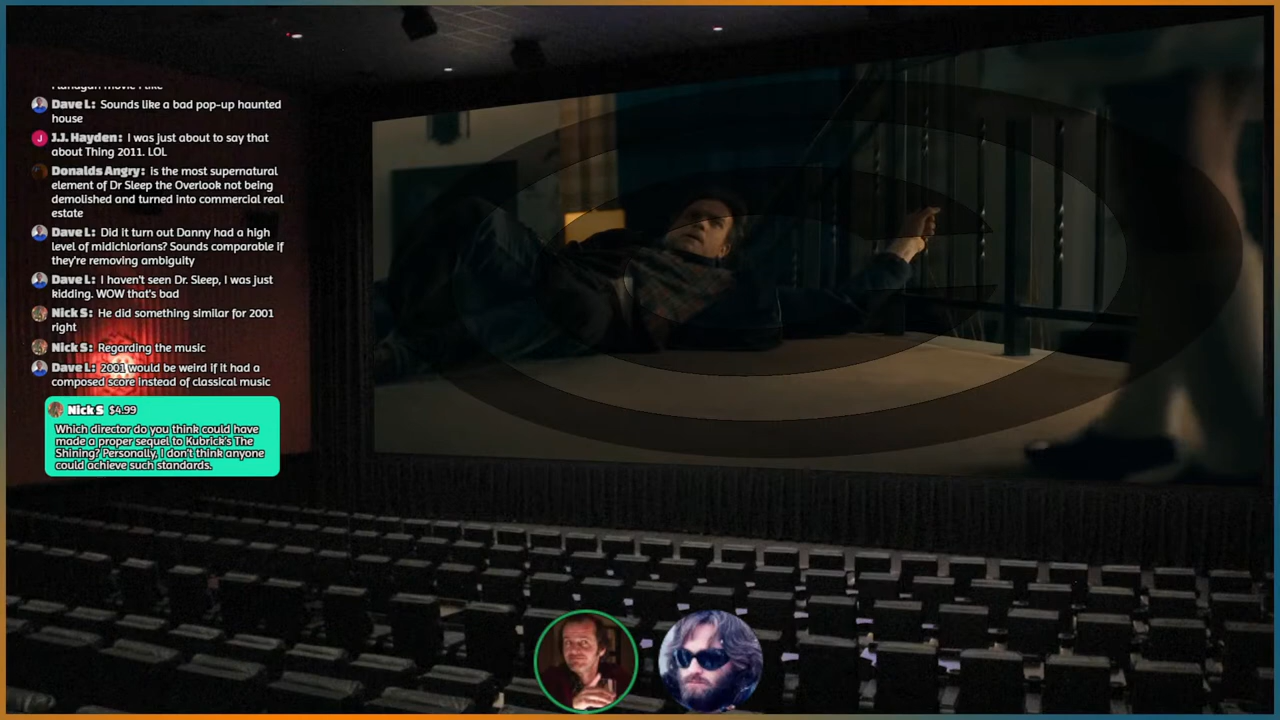 Flanagan movie I like
Dave L: Sounds like a bad pop-up haunted
house
J
J.J. Hayden: I was just about to say that
about Thing 2011. LOL
Donalds Angry: is the most supernatural
element of Dr Sleep the Overlook not being
demolished and turned into commercial real
estate
Dave L: Did it turn out Danny had a high
level of midichlorians? Sounds comparable if
they're removing ambiguity
Dave L: I haven't seen Dr. Sleep, I was just
kidding. WOW that's bad
Nick S: He did something similar for 2001
right
Nick S: Regarding the music
Dave L: 2001 would be weird if it had a
composed score instead of classical music
Nick S $4.99
Which director do you think could have
made a proper sequel to Kubrick's The
Shining? Personally, I don't think anyone
could achieve such standards.